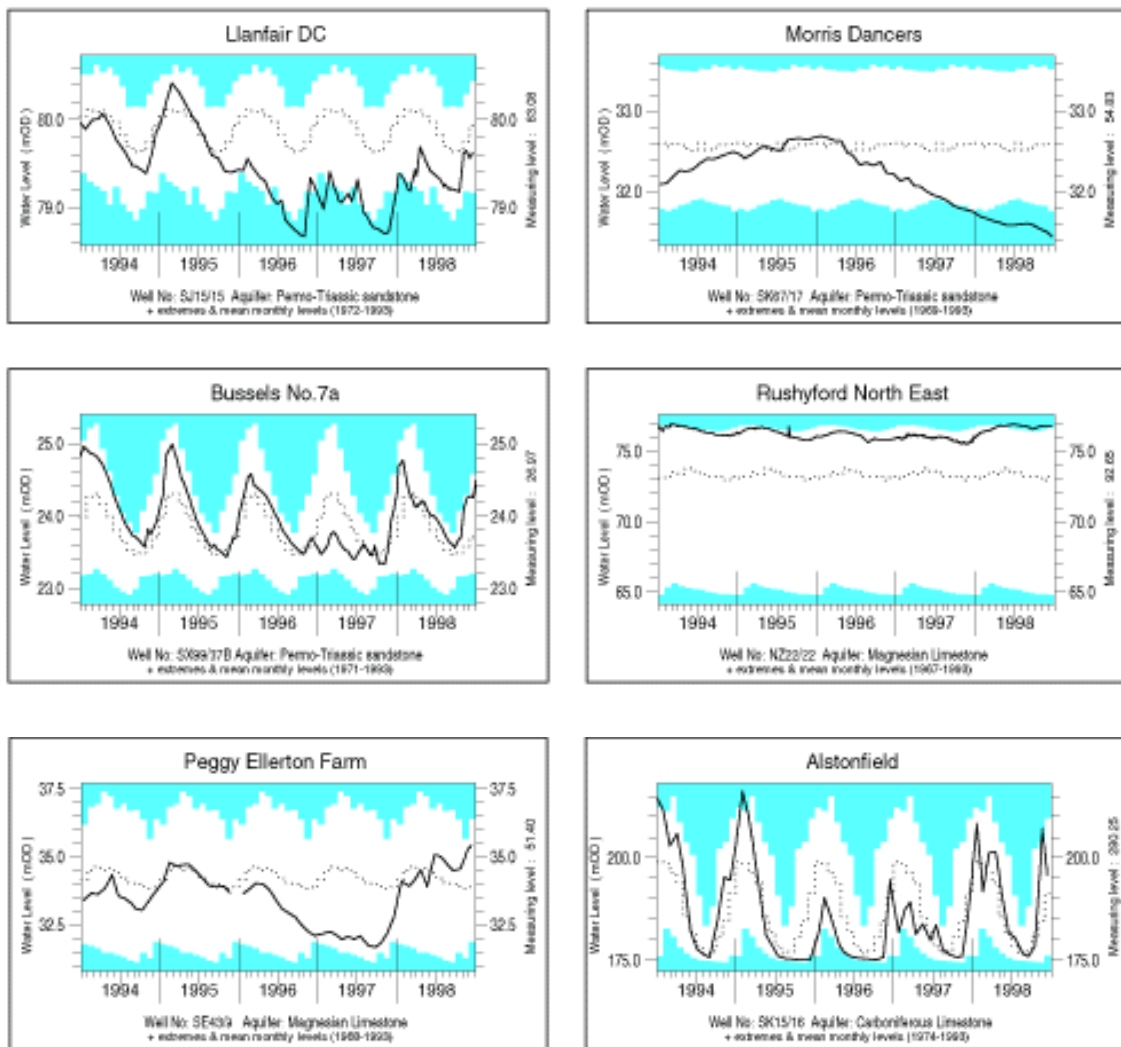 Llanfair DC
Water Level ( mOD )
80.0
79.0
80.0
79.0
Measuring level : 83.08
1994 1995 1996 1997 1998
Well No: SJ15/15 Aquifer: Permo-Triassic sandstone
+ extremes & mean monthly levels (1972-1993)
Morris Dancers
Water Level ( mOD )
33.0
32.0
33.0
32.0
Measuring level : 54.83
1994 1995 1996 1997 1998
Well No: SK67/17 Aquifer: Permo-Triassic sandstone
+ extremes & mean monthly levels (1969-1993)
Bussels No.7a
Water Level ( mOD )
25.0
24.0
23.0
25.0
24.0
23.0
Measuring level : 26.97
1994 1995 1996 1997 1998
Well No: SX99/37B Aquifer: Permo-Triassic sandstone
+ extremes & mean monthly levels (1971-1993)
Rushyford North East
Water Level ( mOD )
75.0
70.0
65.0
75.0
70.0
65.0
Measuring level : 92.65
1994 1995 1996 1997 1998
Well No: NZ22/22 Aquifer: Magnesian Limestone
+ extremes & mean monthly levels (1967-1993)
Peggy Ellerton Farm
Water Level ( mOD )
37.5
35.0
32.5
37.5
35.0
32.5
Measuring level : 51.40
1994 1995 1996 1997 1998
Well No: SE43/9 Aquifer: Magnesian Limestone
+ extremes & mean monthly levels (1968-1993)
Alstonfield
Water Level ( mOD )
200.0
175.0
200.0
175.0
Measuring level : 280.25
1994 1995 1996 1997 1998
Well No: SK15/16 Aquifer: Carboniferous Limestone
+ extremes & mean monthly levels (1974-1993)